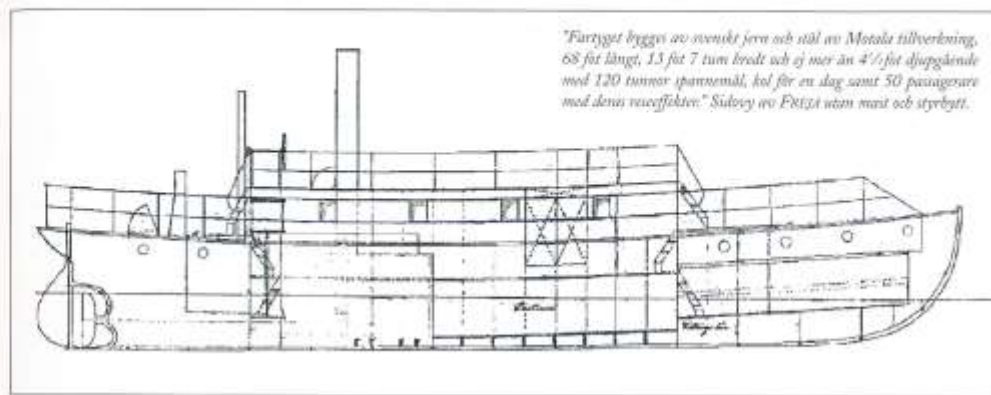 "Fartyget bygges av svenskt jern och stål av Motala tillverkning,
68 fot långt, 13 fot 7 tum bredt och ej mer än 4½ fot djupgående
med 120 tunnor spannemål, kol för en dag samt 50 passagerare
med deras reseffekter." Sidovy av FREJA utan mast och styrhytt.